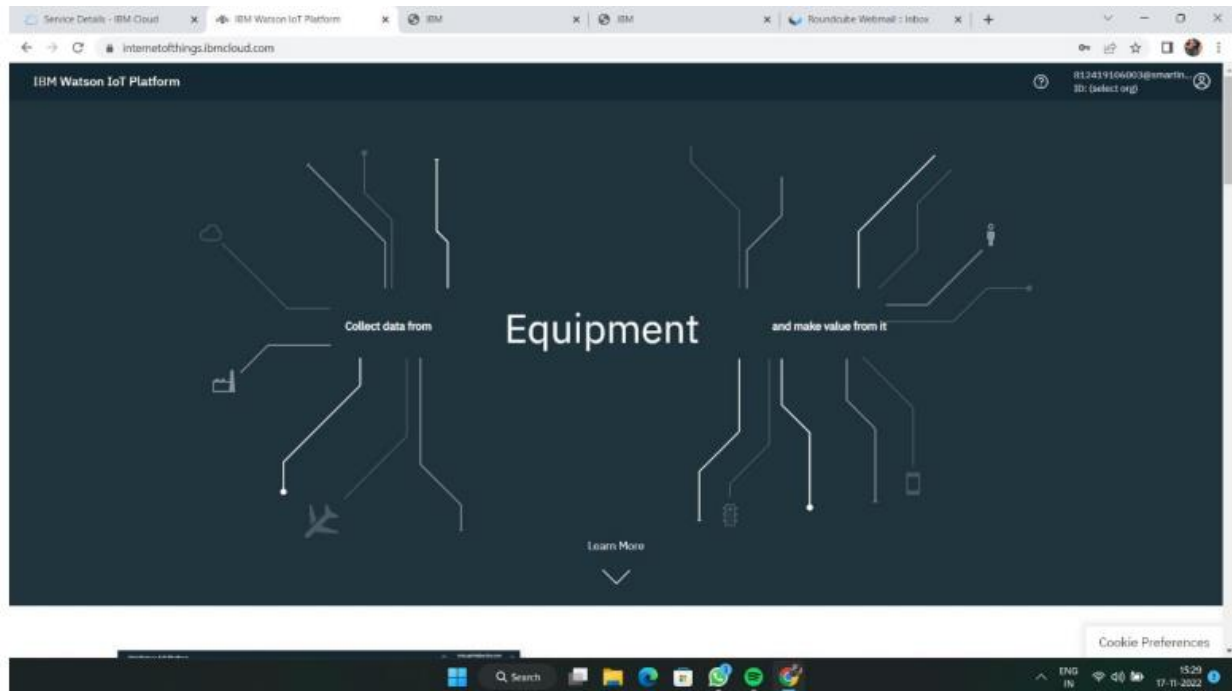 Service Details - IBM Cloud
IBM Watson IoT Platform
IBM
IBM
Roundcube Webmail :: Inbox
internetofthings.ibmcloud.com
IBM Watson IoT Platform
812419106003@smartin...
ID: (select org)
Collect data from
Equipment
and make value from it
Learn More
Cookie Preferences
Search
ENG
IN
15:29
17-11-2022